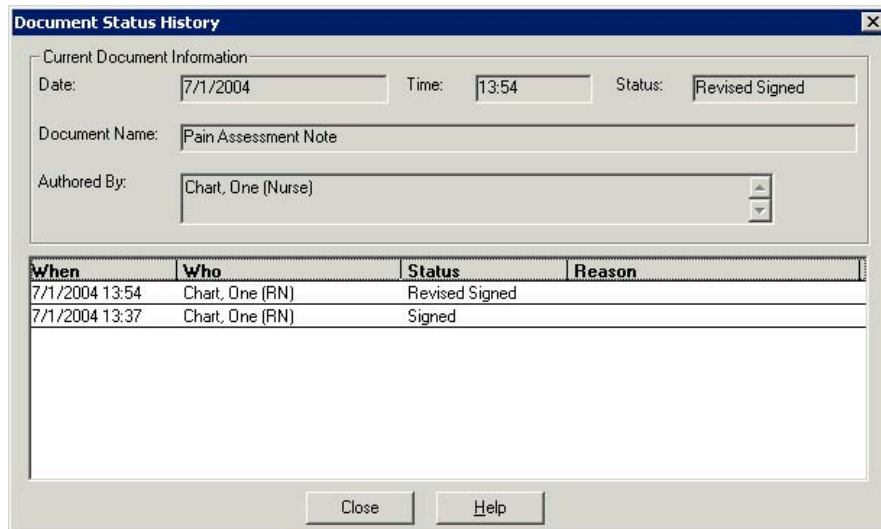 Document Status History
Current Document Information
Date: 7/1/2004 Time: 13:54 Status: Revised Signed
Document Name: Pain Assessment Note
Authored By: Chart, One (Nurse)
When Who Status Reason
7/1/2004 13:54 Chart, One (RN) Revised Signed
7/1/2004 13:37 Chart, One (RN) Signed
Close Help